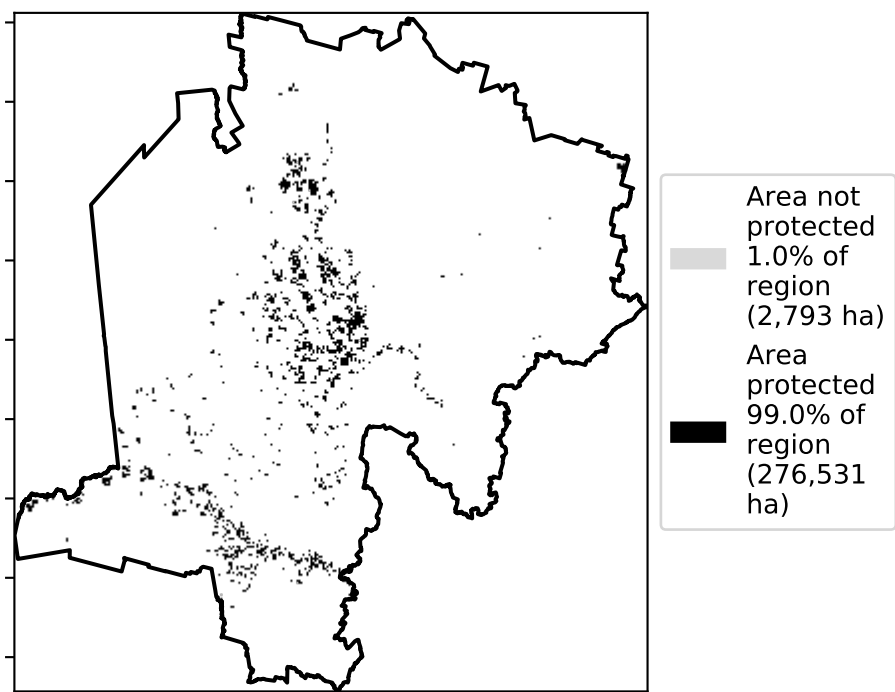 Area not
protected
1.0% of
region
(2,793 ha)
Area
protected
99.0% of
region
(276,531
ha)